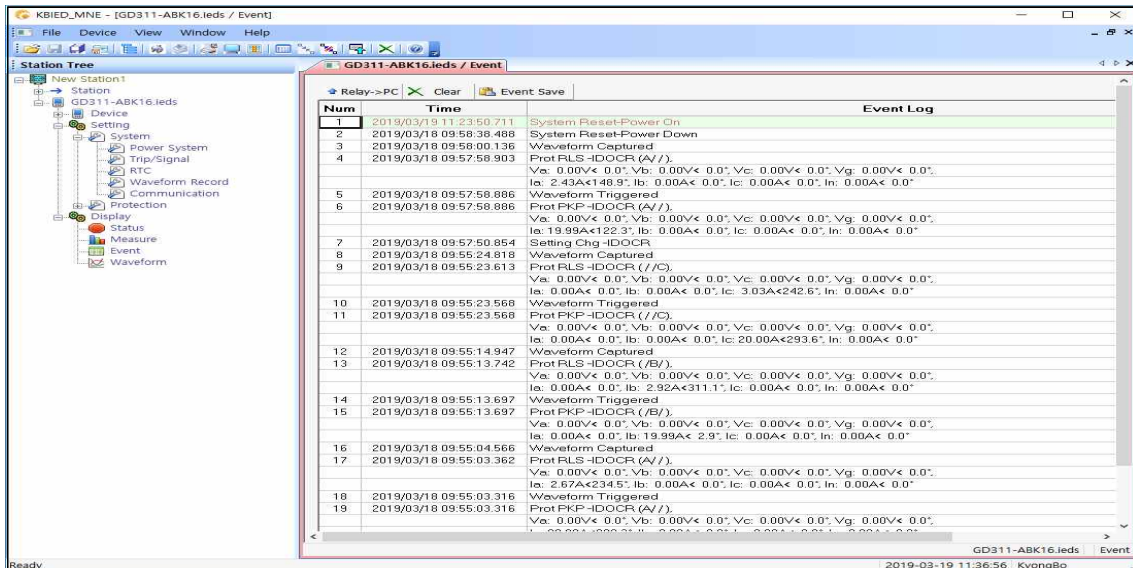 KBIED_MNE - [GD311-ABK16.ieds / Event]
File Device View Window Help
Station Tree
New Station1
Station
GD311-ABK16.ieds
Device
Setting
System
Power System
Trip/Signal
RTC
Waveform Record
Communication
Protection
Display
Status
Measure
Event
Waveform
GD311-ABK16.ieds / Event
Relay->PC Clear Event Save
Num Time Event Log
1 2019/03/19 11:23:50.711 System Reset-Power On
2 2019/03/18 09:58:38.488 System Reset-Power Down
3 2019/03/18 09:58:00.136 Waveform Captured
4 2019/03/18 09:57:58.903 Prot RLS -IDOCR (A//),
Va: 0.00V< 0.0°, Vb: 0.00V< 0.0°, Vc: 0.00V< 0.0°, Vg: 0.00V< 0.0°,
Ia: 2.43A<148.9°, Ib: 0.00A< 0.0°, Ic: 0.00A< 0.0°, In: 0.00A< 0.0°
5 2019/03/18 09:57:58.886 Waveform Triggered
6 2019/03/18 09:57:58.886 Prot PKP -IDOCR (A//),
Va: 0.00V< 0.0°, Vb: 0.00V< 0.0°, Vc: 0.00V< 0.0°, Vg: 0.00V< 0.0°,
Ia: 19.99A<122.3°, Ib: 0.00A< 0.0°, Ic: 0.00A< 0.0°, In: 0.00A< 0.0°
7 2019/03/18 09:57:50.854 Setting Chg -IDOCR
8 2019/03/18 09:55:24.818 Waveform Captured
9 2019/03/18 09:55:23.613 Prot RLS -IDOCR (//C),
Va: 0.00V< 0.0°, Vb: 0.00V< 0.0°, Vc: 0.00V< 0.0°, Vg: 0.00V< 0.0°,
Ia: 0.00A< 0.0°, Ib: 0.00A< 0.0°, Ic: 3.03A<242.6°, In: 0.00A< 0.0°
10 2019/03/18 09:55:23.568 Waveform Triggered
11 2019/03/18 09:55:23.568 Prot PKP -IDOCR (//C),
Va: 0.00V< 0.0°, Vb: 0.00V< 0.0°, Vc: 0.00V< 0.0°, Vg: 0.00V< 0.0°,
Ia: 0.00A< 0.0°, Ib: 0.00A< 0.0°, Ic: 20.00A<293.6°, In: 0.00A< 0.0°
12 2019/03/18 09:55:14.947 Waveform Captured
13 2019/03/18 09:55:13.742 Prot RLS -IDOCR (/B/),
Va: 0.00V< 0.0°, Vb: 0.00V< 0.0°, Vc: 0.00V< 0.0°, Vg: 0.00V< 0.0°,
Ia: 0.00A< 0.0°, Ib: 2.92A<311.1°, Ic: 0.00A< 0.0°, In: 0.00A< 0.0°
14 2019/03/18 09:55:13.697 Waveform Triggered
15 2019/03/18 09:55:13.697 Prot PKP -IDOCR (/B/),
Va: 0.00V< 0.0°, Vb: 0.00V< 0.0°, Vc: 0.00V< 0.0°, Vg: 0.00V< 0.0°,
Ia: 0.00A< 0.0°, Ib: 19.99A< 2.9°, Ic: 0.00A< 0.0°, In: 0.00A< 0.0°
16 2019/03/18 09:55:04.566 Waveform Captured
17 2019/03/18 09:55:03.362 Prot RLS -IDOCR (A//),
Va: 0.00V< 0.0°, Vb: 0.00V< 0.0°, Vc: 0.00V< 0.0°, Vg: 0.00V< 0.0°,
Ia: 2.67A<234.5°, Ib: 0.00A< 0.0°, Ic: 0.00A< 0.0°, In: 0.00A< 0.0°
18 2019/03/18 09:55:03.316 Waveform Triggered
19 2019/03/18 09:55:03.316 Prot PKP -IDOCR (A//),
Va: 0.00V< 0.0°, Vb: 0.00V< 0.0°, Vc: 0.00V< 0.0°, Vg: 0.00V< 0.0°,
GD311-ABK16.ieds Event
Ready 2019-03-19 11:36:56 KyongBo